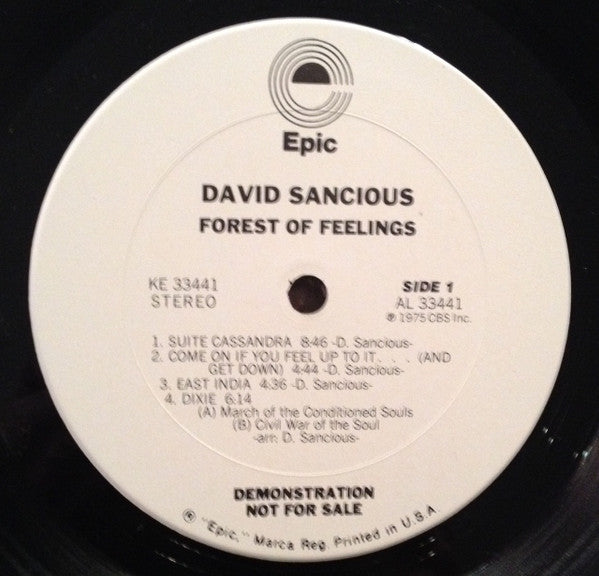 Epic
DAVID SANCIOUS
FOREST OF FEELINGS
KE 33441
STEREO
SIDE 1
AL 33441
℗ 1975 CBS Inc.
1. SUITE CASSANDRA 8:46 -D. Sancious-
2. COME ON IF YOU FEEL UP TO IT. . . (AND
GET DOWN) 4:44 -D. Sancious-
3. EAST INDIA 4:36 -D. Sancious-
4. DIXIE 6:14
(A) March of the Conditioned Souls
(B) Civil War of the Soul
-arr: D. Sancious-
DEMONSTRATION
NOT FOR SALE
® "Epic," Marca Reg. Printed in U.S.A.